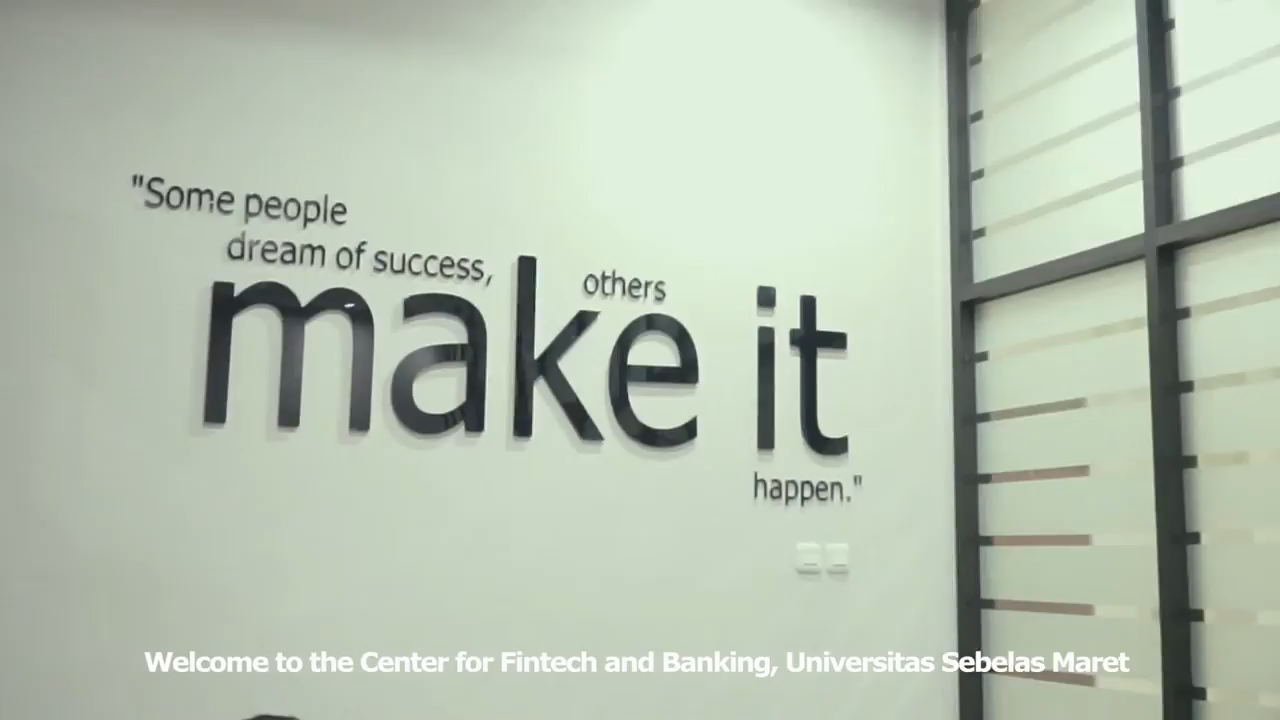 "Some people
dream of success,
others
make it
happen."
Welcome to the Center for Fintech and Banking, Universitas Sebelas Maret